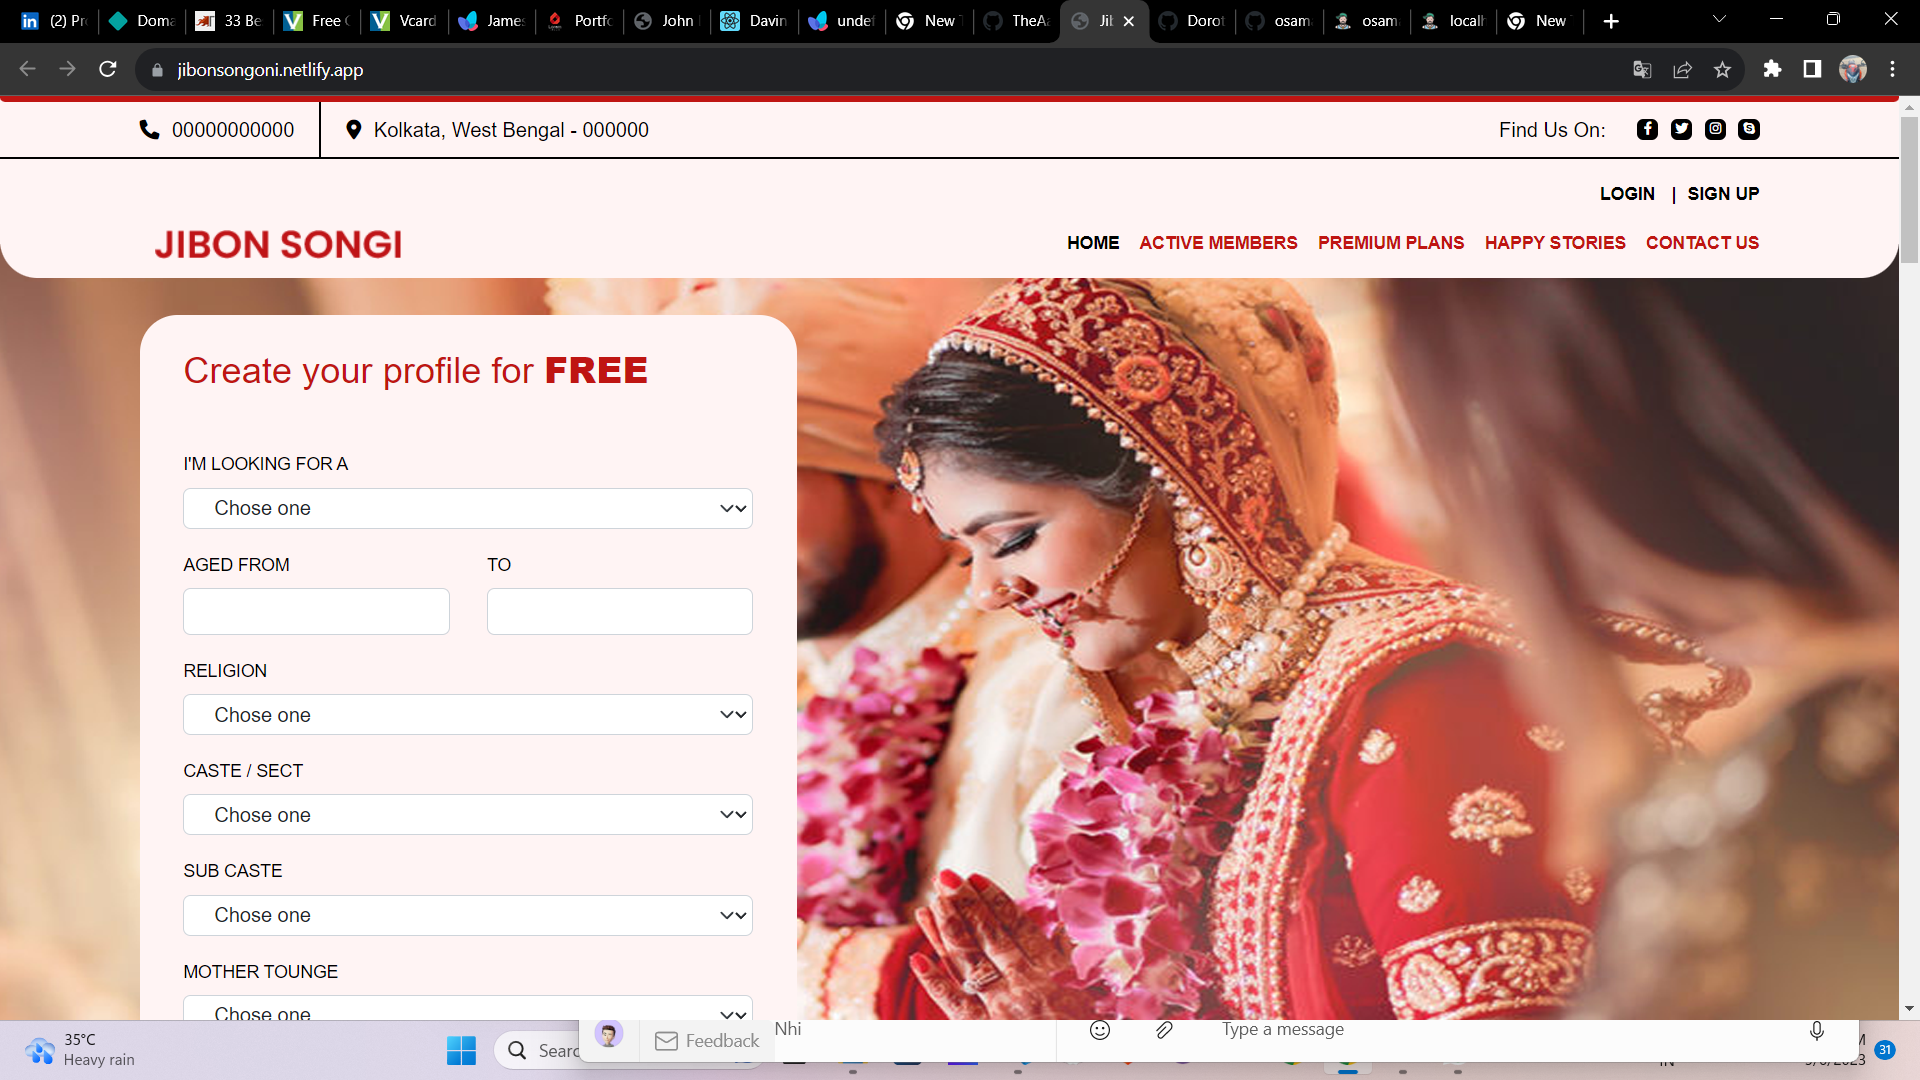 (2) Pr
Doma
33 Be
Free C
Vcard
James
Portfo
John
Davin
undef
New
TheAa
Jib
Dorot
osama
osam
localh
New
jibonsongoni.netlify.app
00000000000
Kolkata, West Bengal - 000000
Find Us On:
LOGIN | SIGN UP
JIBON SONGI
HOME ACTIVE MEMBERS PREMIUM PLANS HAPPY STORIES CONTACT US
Create your profile for FREE
I'M LOOKING FOR A
Chose one
AGED FROM TO
RELIGION
Chose one
CASTE / SECT
Chose one
SUB CASTE
Chose one
MOTHER TOUNGE
Chose one
35°C
Heavy rain
Searc
Feedback
Nhi
Type a message
31